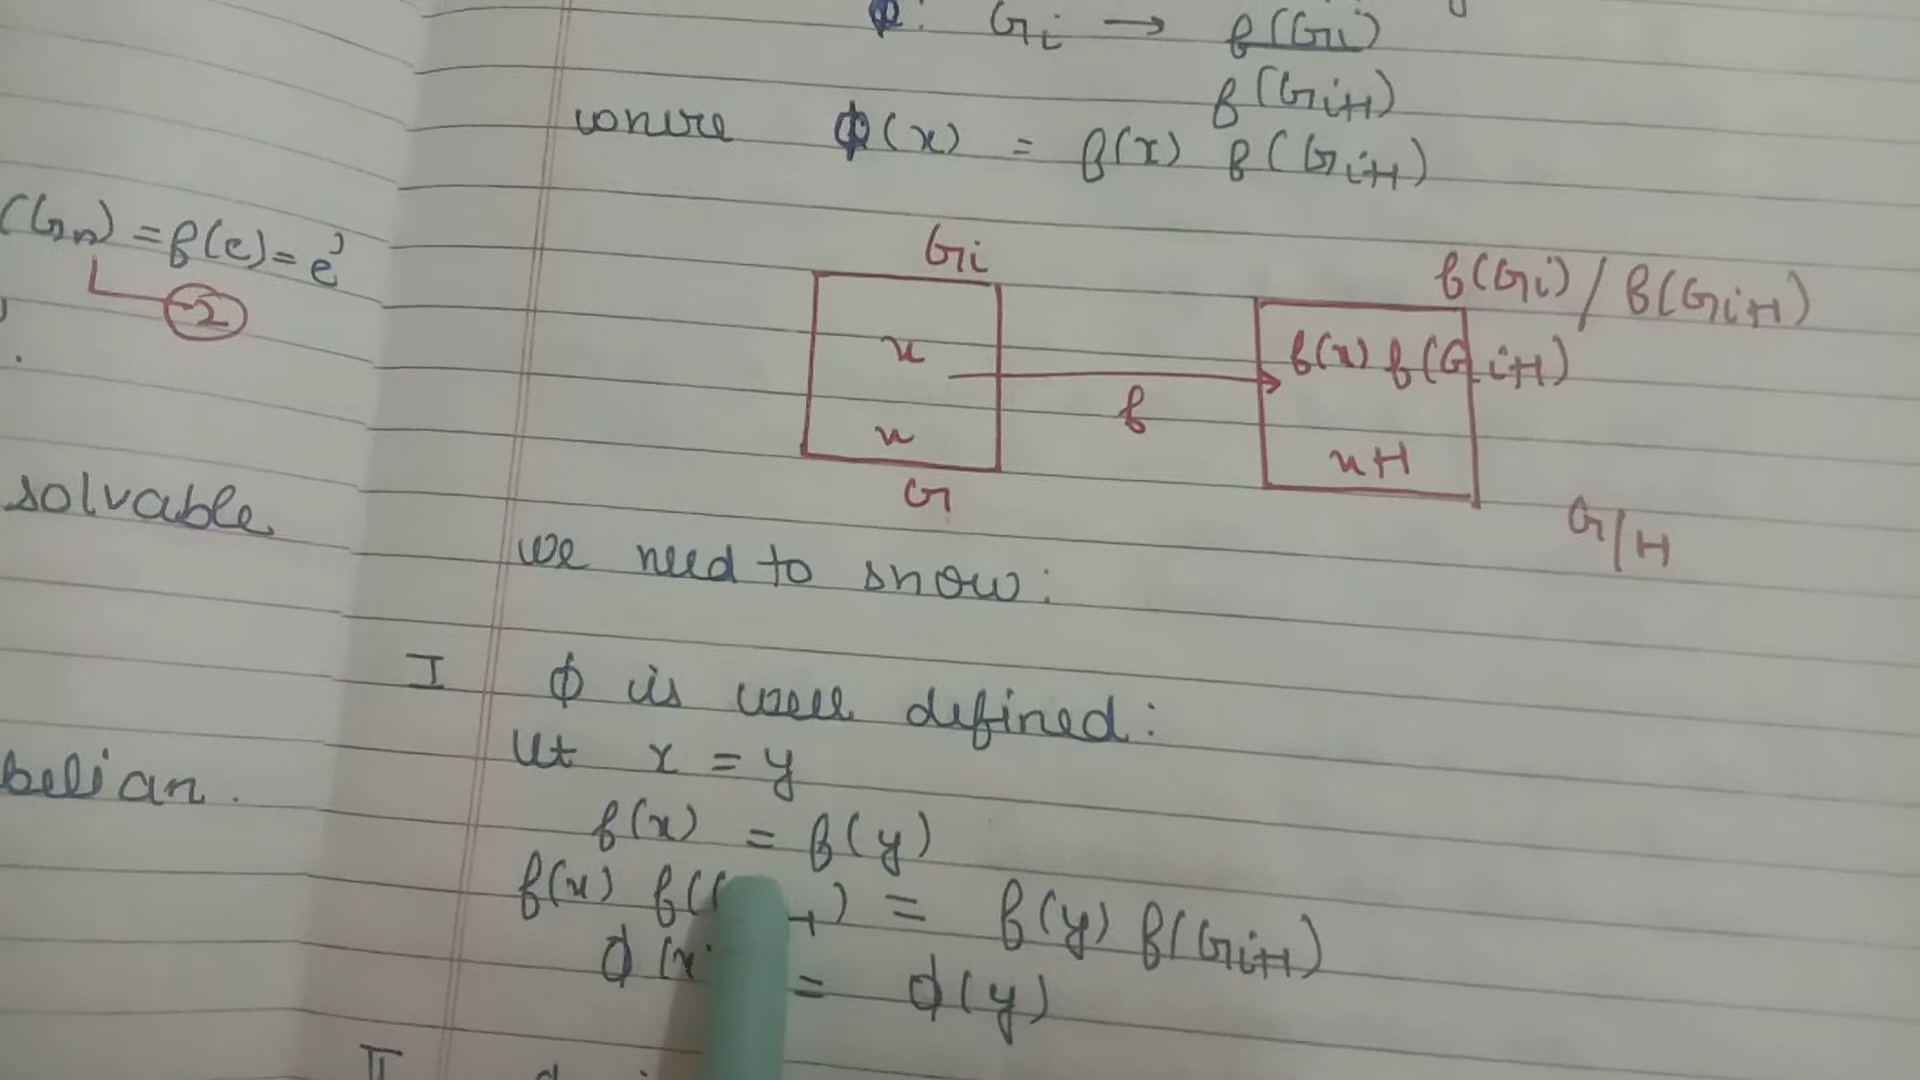 (Gn) = f(e) = e'
2
solvable
belian.
ϕ: Gi → f(Gi)
f(Gi+1)
where ϕ(x) = f(x) f(Gi+1)
Gi
f(Gi) / f(Gi+1)
x
f(x) f(Gi+1)
f
x
xH
G
G/H
we need to show:
I ϕ is well defined:
let x = y
f(x) = f(y)
f(x) f( ) = f(y) f(Gi+1)
ϕ(x = ϕ(y)
II